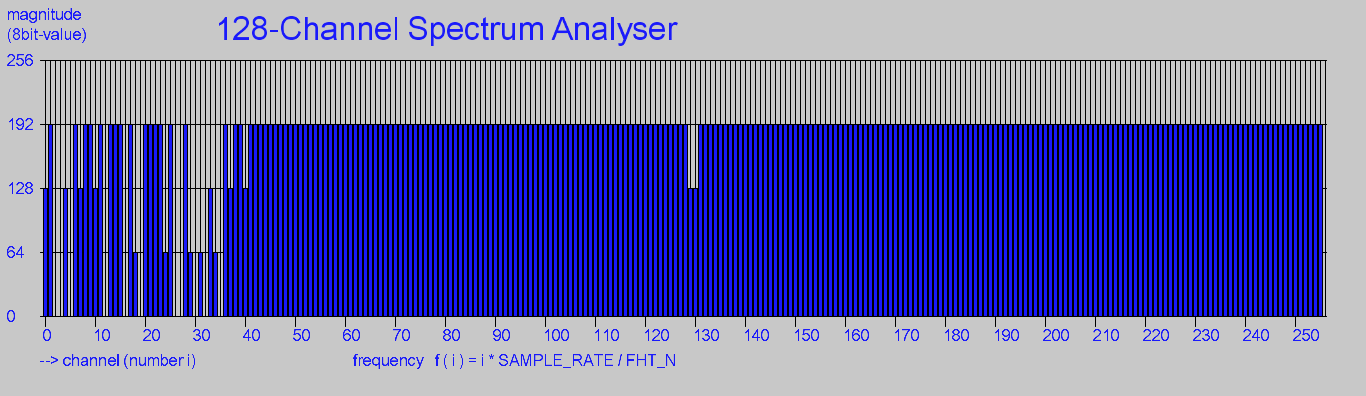 magnitude
(8bit-value)
128-Channel Spectrum Analyser
256
192
128
64
0
0 10 20 30 40 50 60 70 80 90 100 110 120 130 140 150 160 170 180 190 200 210 220 230 240 250
--> channel (number i) frequency f ( i ) = i * SAMPLE_RATE / FHT_N